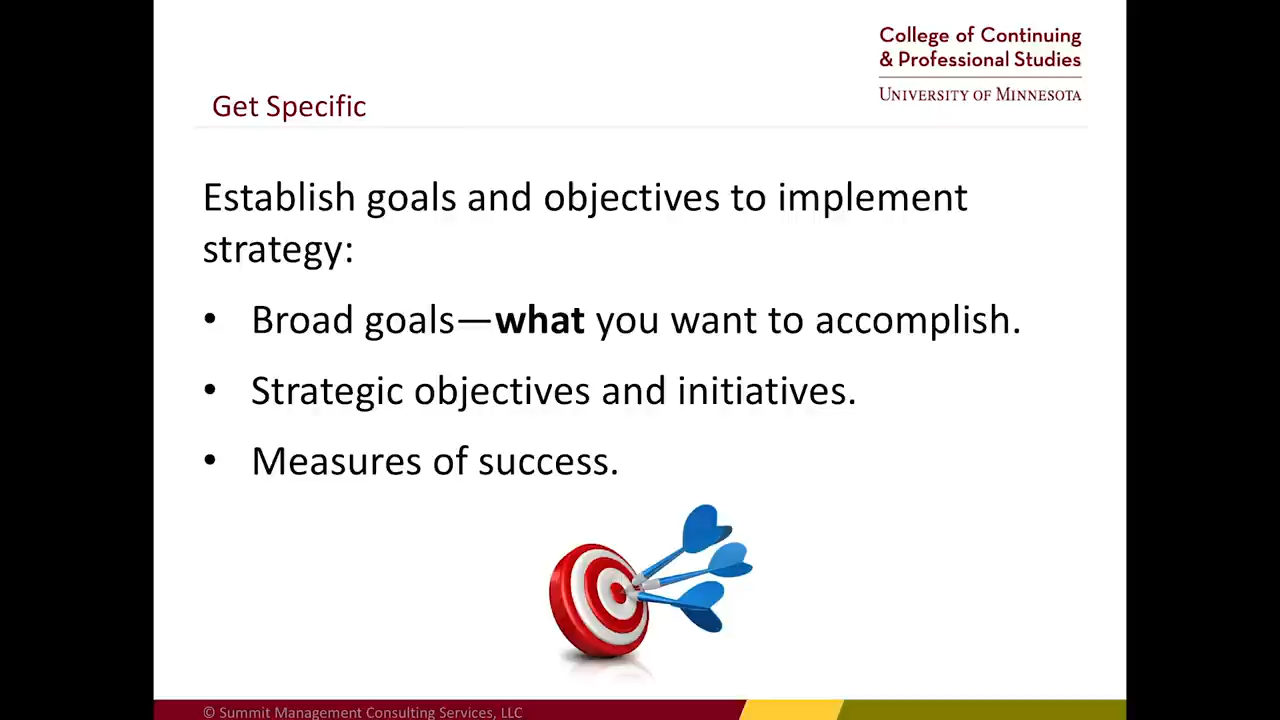 College of Continuing
& Professional Studies
UNIVERSITY OF MINNESOTA
Get Specific
Establish goals and objectives to implement
strategy:
• Broad goals—what you want to accomplish.
• Strategic objectives and initiatives.
• Measures of success.
© Summit Management Consulting Services, LLC